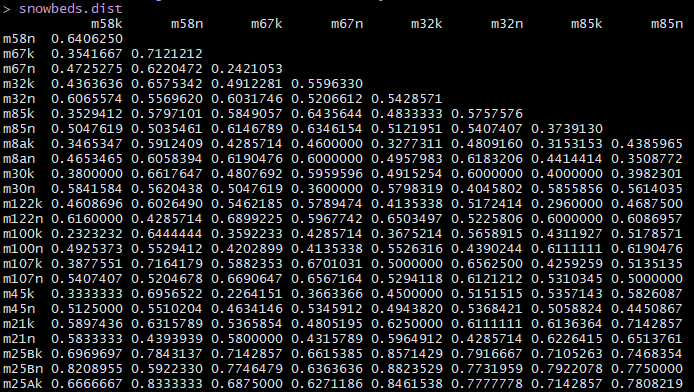 > snowbeds.dist
m58k m58n m67k m67n m32k m32n m85k m85n
m58n 0.6406250
m67k 0.3541667 0.7121212
m67n 0.4725275 0.6220472 0.2421053
m32k 0.4363636 0.6575342 0.4912281 0.5596330
m32n 0.6065574 0.5569620 0.6031746 0.5206612 0.5428571
m85k 0.3529412 0.5797101 0.5849057 0.6435644 0.4833333 0.5757576
m85n 0.5047619 0.5035461 0.6146789 0.6346154 0.5121951 0.5407407 0.3739130
m8ak 0.3465347 0.5912409 0.4285714 0.4600000 0.3277311 0.4809160 0.3153153 0.4385965
m8an 0.4653465 0.6058394 0.6190476 0.6000000 0.4957983 0.6183206 0.4414414 0.3508772
m30k 0.3800000 0.6617647 0.4807692 0.5959596 0.4915254 0.6000000 0.4000000 0.3982301
m30n 0.5841584 0.5620438 0.5047619 0.3600000 0.5798319 0.4045802 0.5855856 0.5614035
m122k 0.4608696 0.6026490 0.5462185 0.5789474 0.4135338 0.5172414 0.2960000 0.4687500
m122n 0.6160000 0.4285714 0.6899225 0.5967742 0.6503497 0.5225806 0.6000000 0.6086957
m100k 0.2323232 0.6444444 0.3592233 0.4285714 0.3675214 0.5658915 0.4311927 0.5178571
m100n 0.4925373 0.5529412 0.4202899 0.4135338 0.5526316 0.4390244 0.6111111 0.6190476
m107k 0.3877551 0.7164179 0.5882353 0.6701031 0.5000000 0.6562500 0.4259259 0.5135135
m107n 0.5407407 0.5204678 0.6690647 0.6567164 0.5294118 0.6121212 0.5310345 0.5000000
m45k 0.3333333 0.6956522 0.2264151 0.3663366 0.4500000 0.5151515 0.5357143 0.5826087
m45n 0.5125000 0.5510204 0.4634146 0.5345912 0.4943820 0.5368421 0.5058824 0.4450867
m21k 0.5897436 0.6315789 0.5365854 0.4805195 0.6250000 0.6111111 0.6136364 0.7142857
m21n 0.5833333 0.4393939 0.5800000 0.4315789 0.5964912 0.4285714 0.6226415 0.6513761
m25Bk 0.6969697 0.7843137 0.7142857 0.6615385 0.8571429 0.7916667 0.7105263 0.7468354
m25Bn 0.8208955 0.5922330 0.7746479 0.6363636 0.8823529 0.7731959 0.7922078 0.7750000
m25Ak 0.6666667 0.8333333 0.6875000 0.6271186 0.8461538 0.7777778 0.7142857 0.7808219